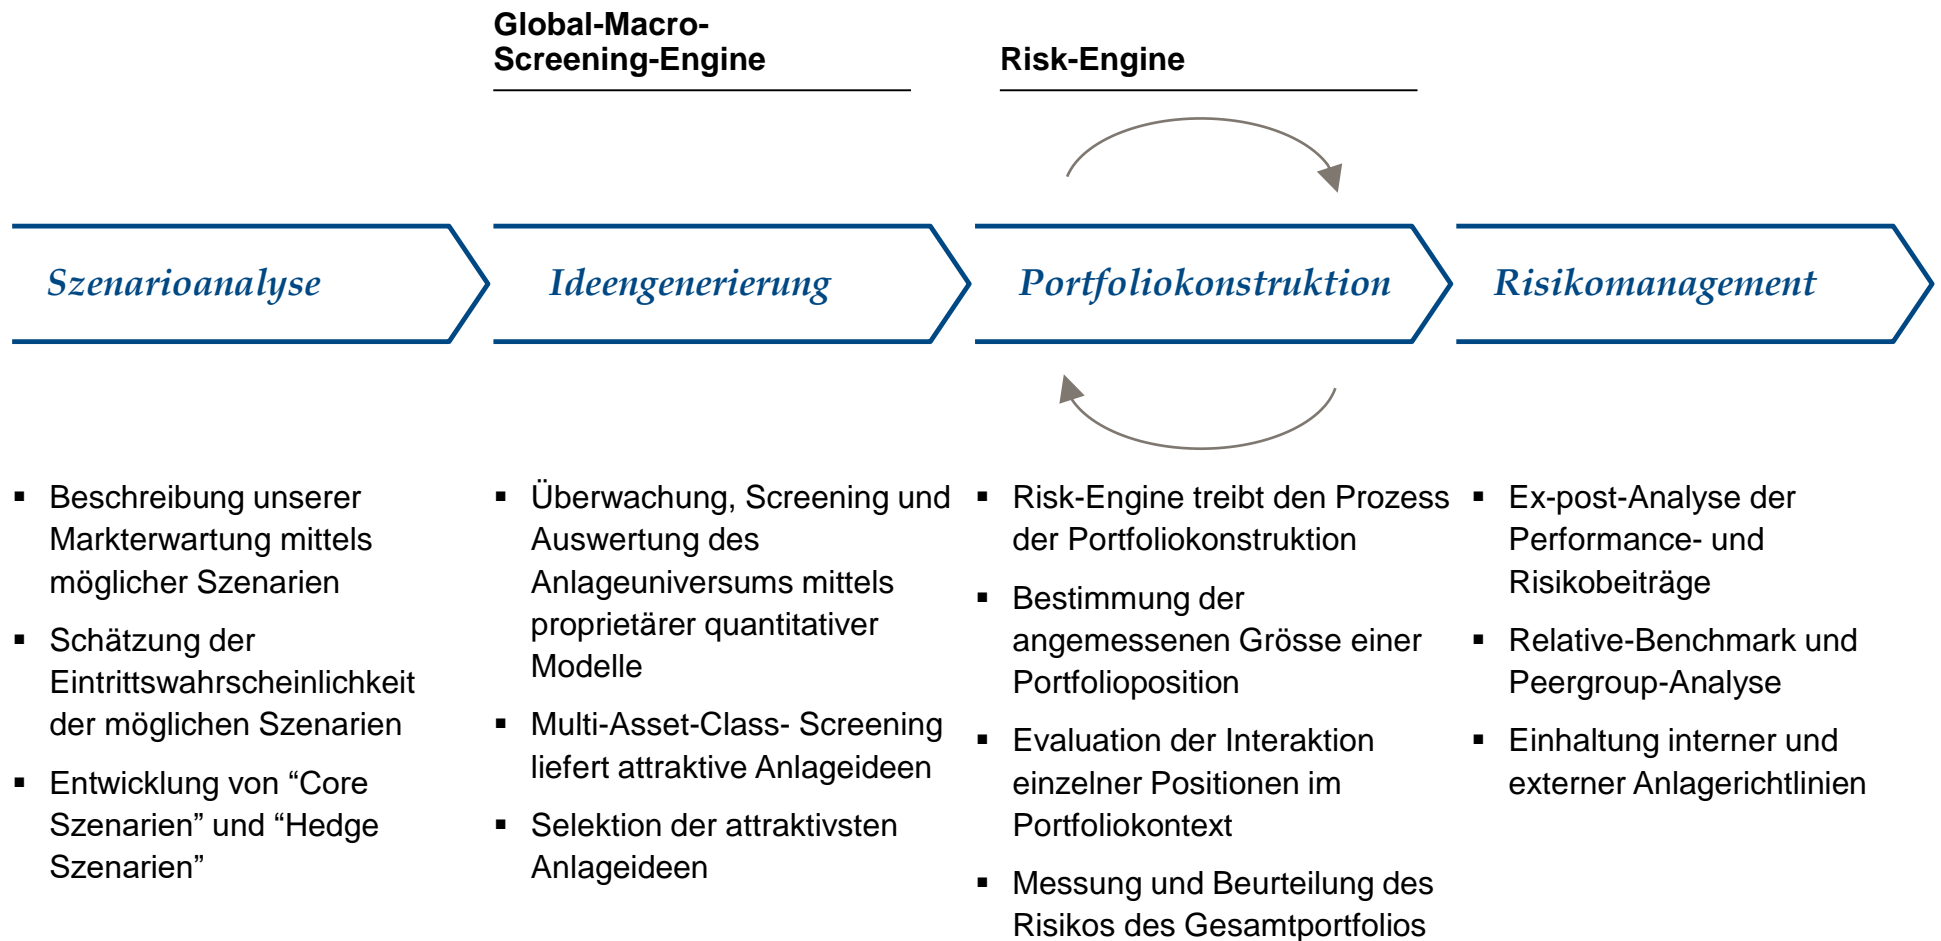 Global-Macro-
Screening-Engine
Risk-Engine
Szenarioanalyse
Ideengenerierung
Portfoliokonstruktion
Risikomanagement
▪ Beschreibung unserer
Markterwartung mittels
möglicher Szenarien
▪ Schätzung der
Eintrittswahrscheinlichkeit
der möglichen Szenarien
▪ Entwicklung von “Core
Szenarien” und “Hedge
Szenarien”
▪ Überwachung, Screening und
Auswertung des
Anlageuniversums mittels
proprietärer quantitativer
Modelle
▪ Multi-Asset-Class- Screening
liefert attraktive Anlageideen
▪ Selektion der attraktivsten
Anlageideen
▪ Risk-Engine treibt den Prozess
der Portfoliokonstruktion
▪ Bestimmung der
angemessenen Grösse einer
Portfolioposition
▪ Evaluation der Interaktion
einzelner Positionen im
Portfoliokontext
▪ Messung und Beurteilung des
Risikos des Gesamtportfolios
▪ Ex-post-Analyse der
Performance- und
Risikobeiträge
▪ Relative-Benchmark und
Peergroup-Analyse
▪ Einhaltung interner und
externer Anlagerichtlinien